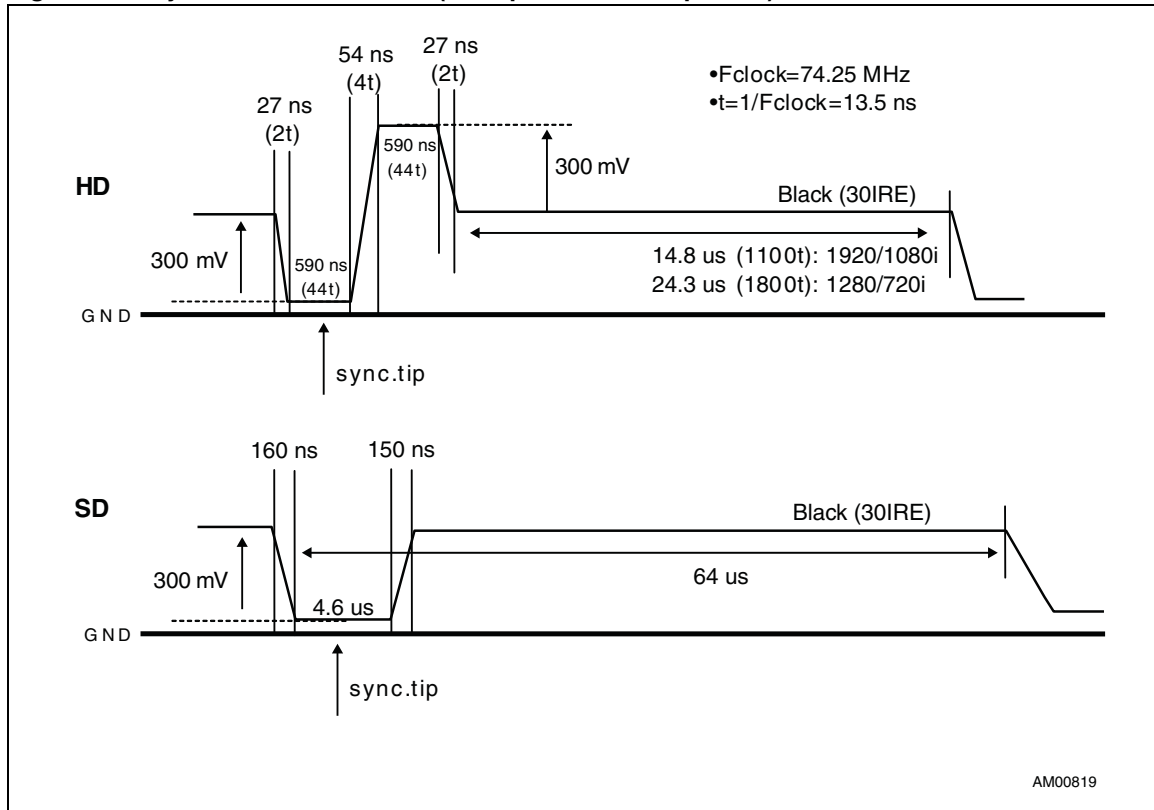 54 ns
(4t)
27 ns
(2t)
27 ns
(2t)
•Fclock=74.25 MHz
•t=1/Fclock=13.5 ns
590 ns
(44t)
300 mV
HD
Black (30IRE)
300 mV
590 ns
(44t)
14.8 us (1100t): 1920/1080i
24.3 us (1800t): 1280/720i
GND
sync.tip
160 ns
150 ns
SD
Black (30IRE)
300 mV
64 us
4.6 us
GND
sync.tip
AM00819